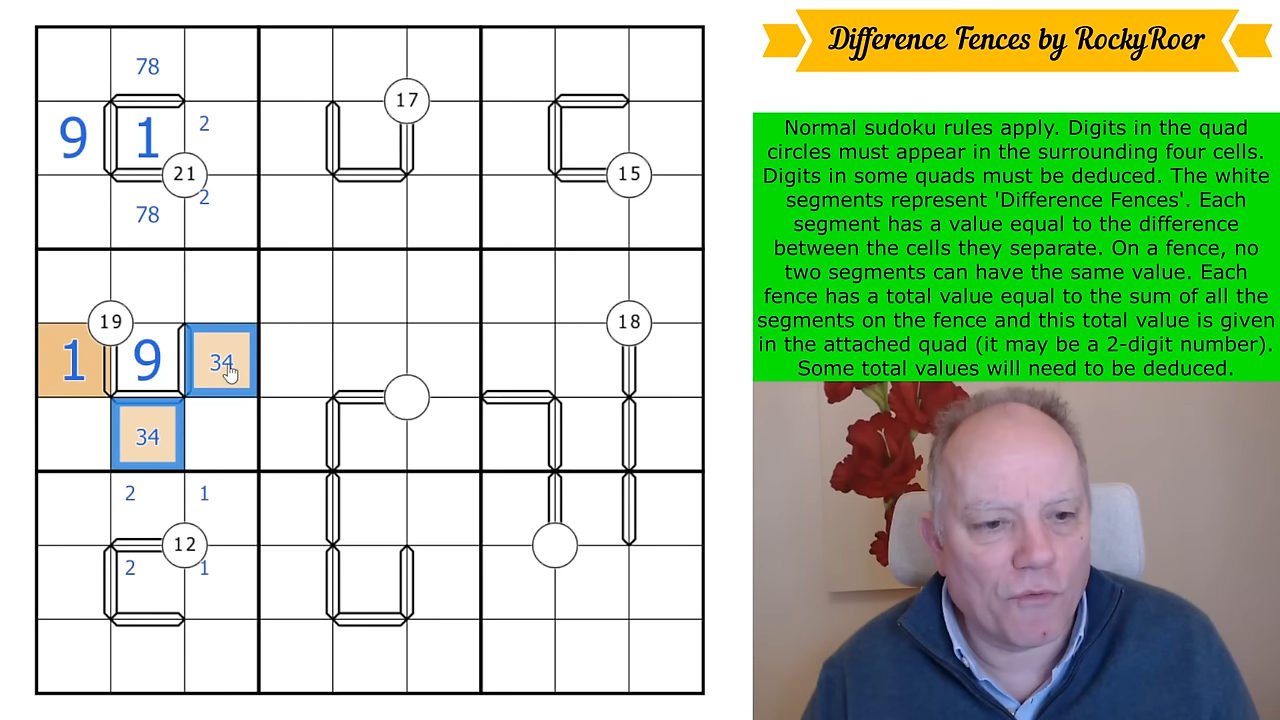 Difference Fences by RockyRoer
Normal sudoku rules apply. Digits in the quad
circles must appear in the surrounding four cells.
Digits in some quads must be deduced. The white
segments represent 'Difference Fences'. Each
segment has a value equal to the difference
between the cells they separate. On a fence, no
two segments can have the same value. Each
fence has a total value equal to the sum of all the
segments on the fence and this total value is given
in the attached quad (it may be a 2-digit number).
Some total values will need to be deduced.
78
17
9 1 2
21 15
78 2
19 18
1 9 34
34
2 1
12
2 1